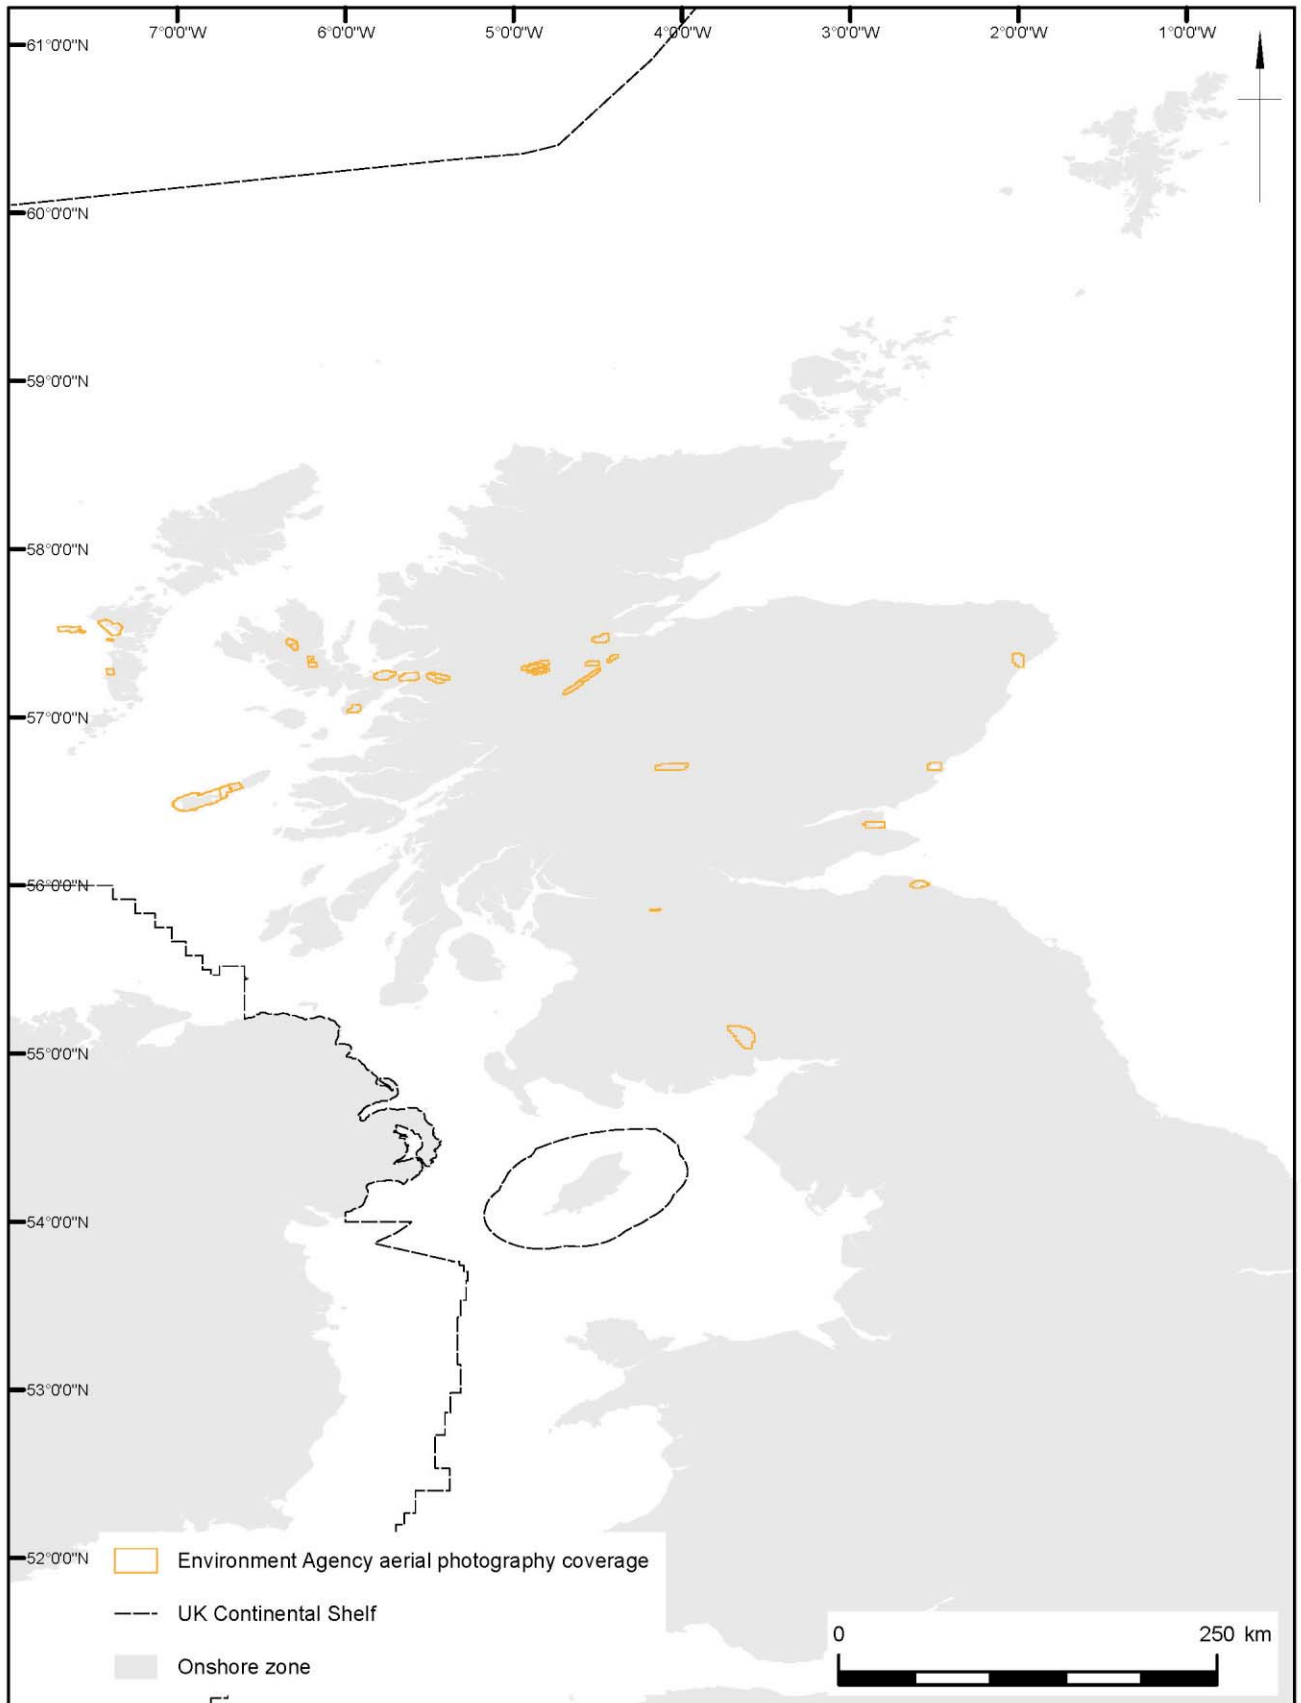 7°0'0"W 6°0'0"W 5°0'0"W 4°0'0"W 3°0'0"W 2°0'0"W 1°0'0"W
61°0'0"N
60°0'0"N
59°0'0"N
58°0'0"N
57°0'0"N
56°0'0"N
55°0'0"N
54°0'0"N
53°0'0"N
52°0'0"N
Environment Agency aerial photography coverage
UK Continental Shelf
Onshore zone
0 250 km